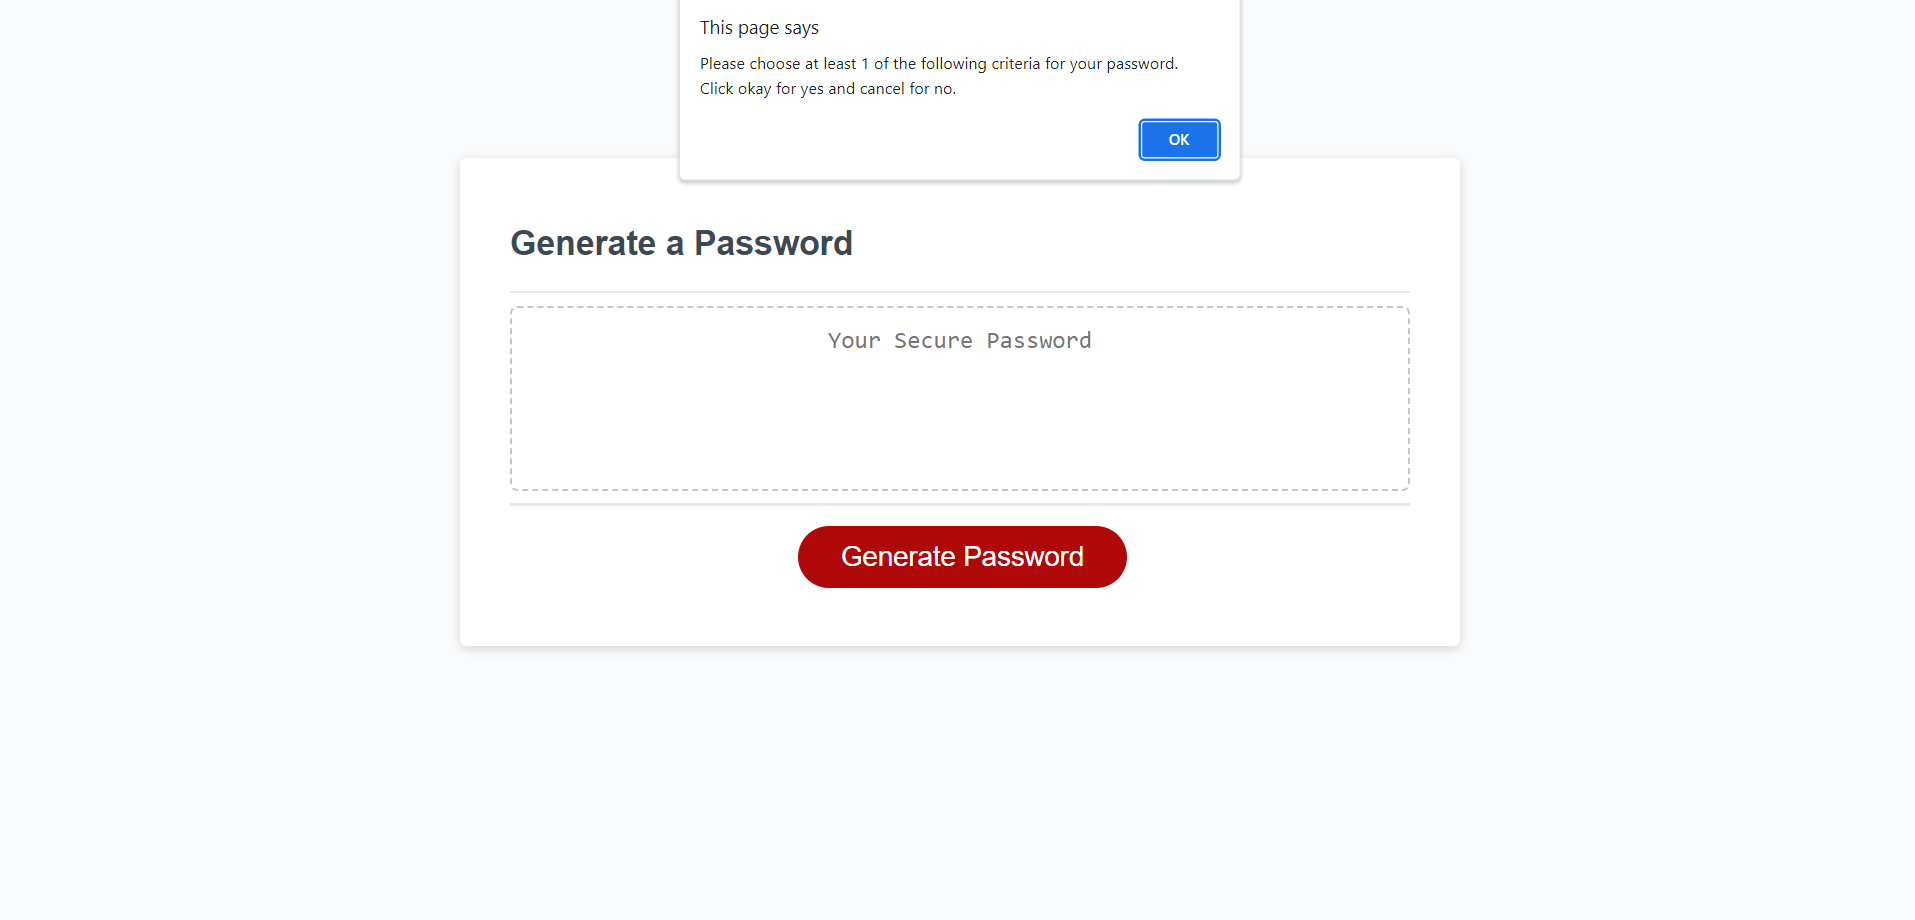 This page says
Please choose at least 1 of the following criteria for your password.
Click okay for yes and cancel for no.
OK
Generate a Password
Your Secure Password
Generate Password